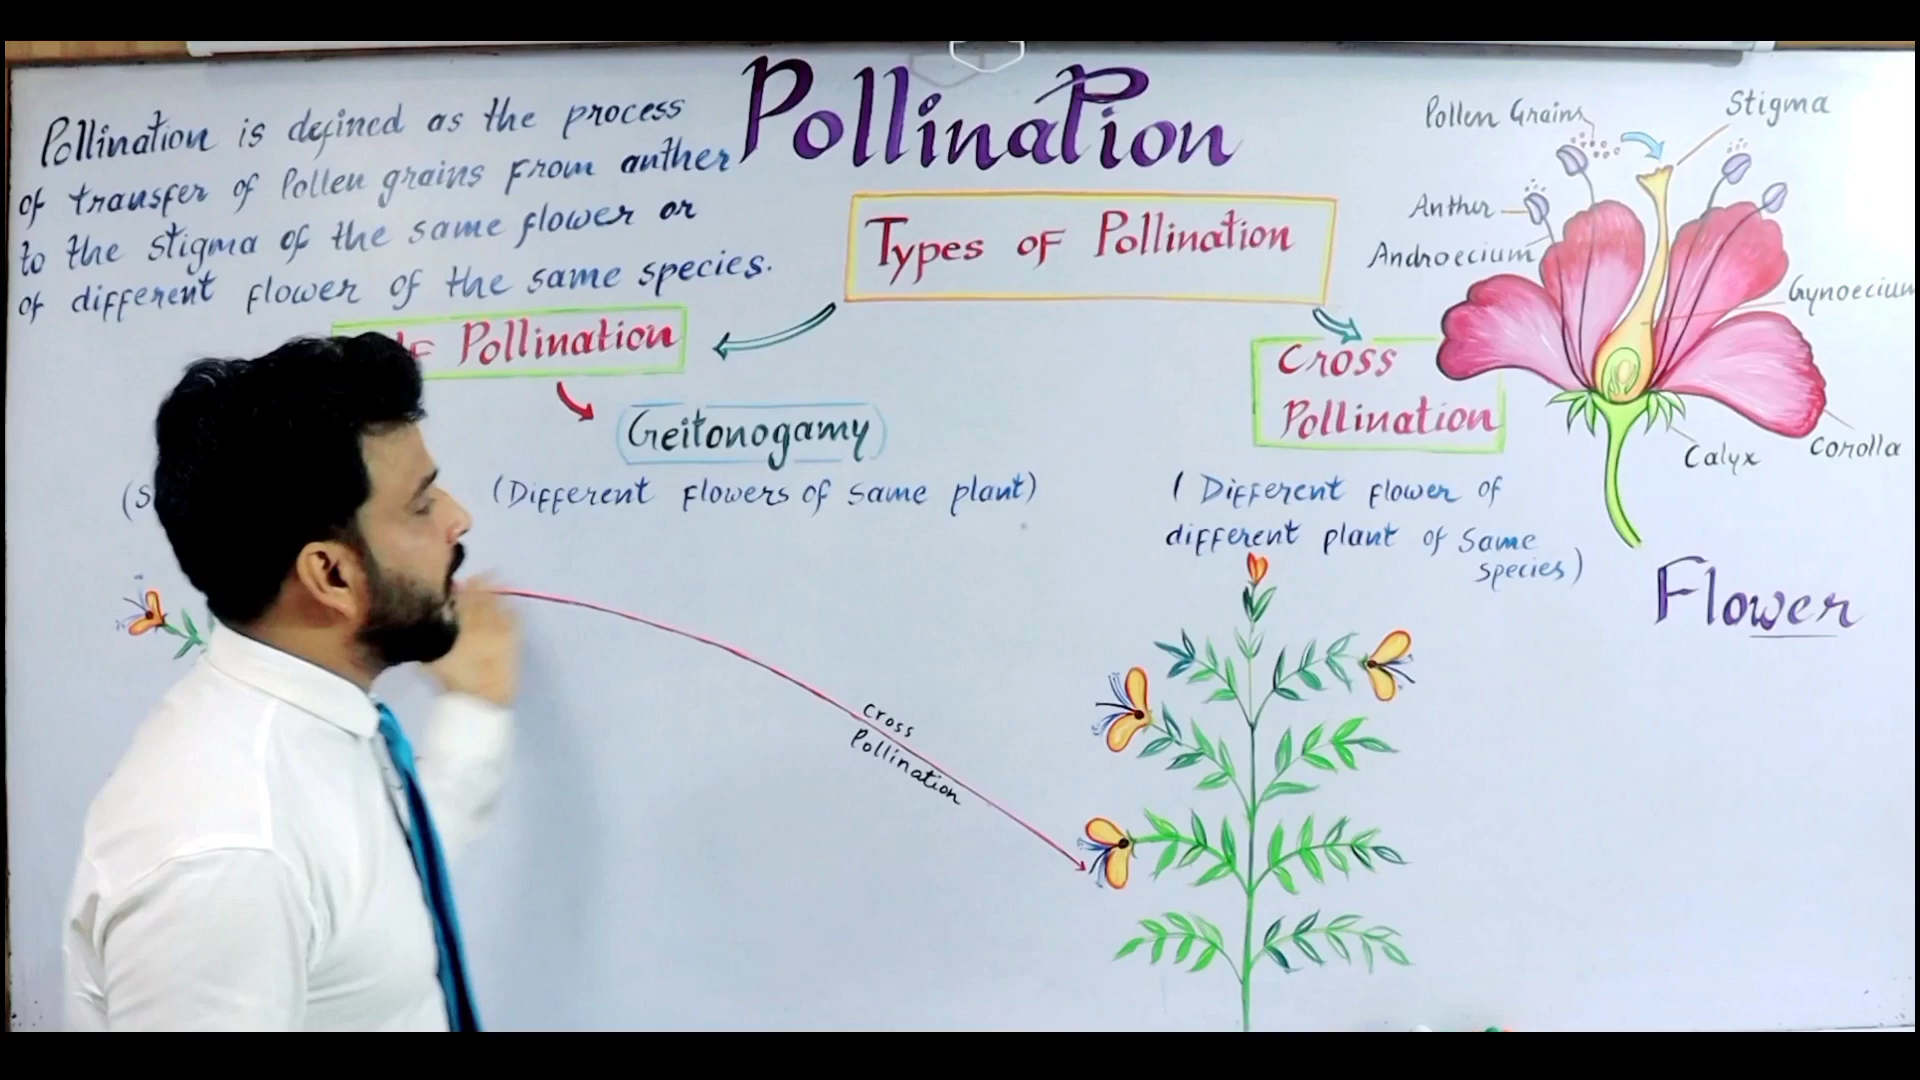 Pollination
Pollination is defined as the process
of transfer of Pollen grains From anther
to the stigma of the same flower or
of different flower of the same species.
Types of Pollination
Pollination
Geitonogamy
(Different Flowers of same plant)
Cross
Pollination
( Different flower of
different plant of same
species)
Cross
Pollination
Pollen Grains
Stigma
Anther
Androecium
Gynoecium
Calyx
Corolla
Flower